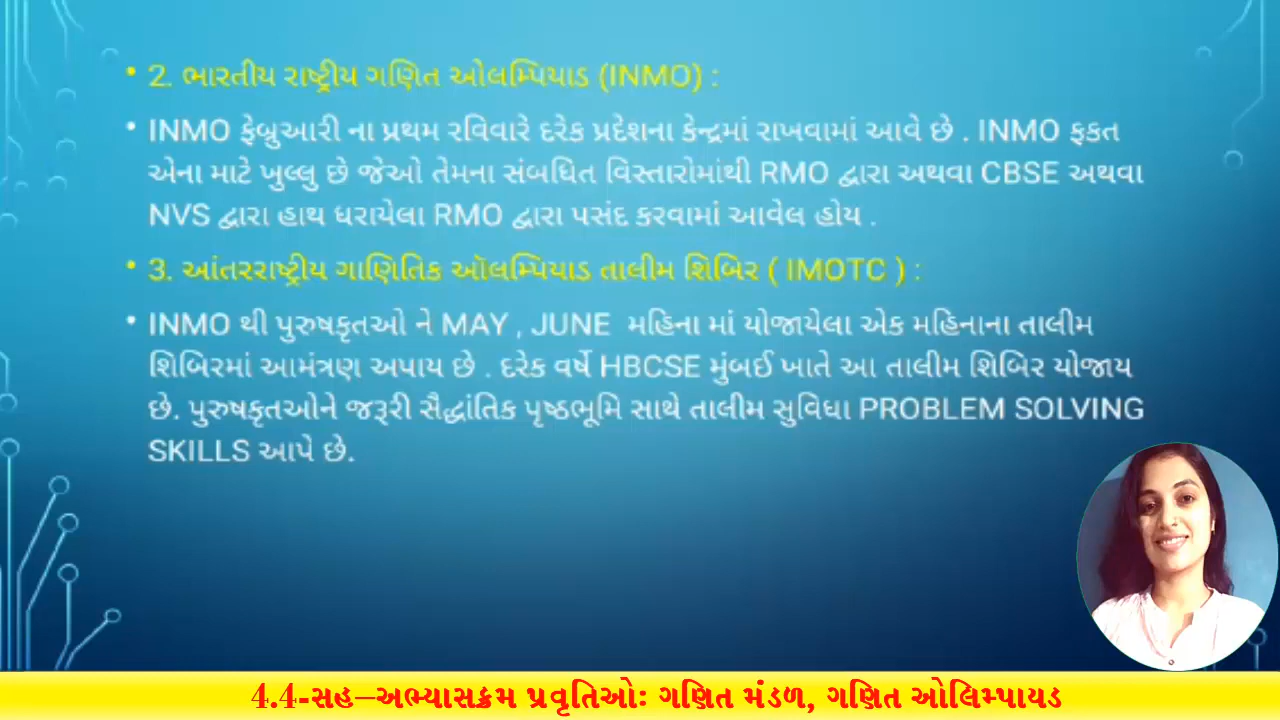 • 2. ભારતીય રાષ્ટ્રીય ગણિત ઓલમ્પિયાડ (INMO) :
• INMO ફેબ્રુઆરી ના પ્રથમ રવિવારે દરેક પ્રદેશના કેન્દ્રમાં રાખવામાં આવે છે . INMO ફકત
એના માટે ખુલ્લુ છે જેઓ તેમના સંબધિત વિસ્તારોમાંથી RMO દ્વારા અથવા CBSE અથવા
NVS દ્વારા હાથ ધરાયેલા RMO દ્વારા પસંદ કરવામાં આવેલ હોય .
• 3. આંતરરાષ્ટ્રીય ગાણિતિક ઑલમ્પિયાડ તાલીમ શિબિર ( IMOTC ) :
• INMO થી પુરુષકૃતઓ ને MAY , JUNE મહિના માં યોજાયેલા એક મહિનાના તાલીમ
શિબિરમાં આમંત્રણ અપાય છે . દરેક વર્ષે HBCSE મુંબઈ ખાતે આ તાલીમ શિબિર યોજાય
છે. પુરુષકૃતઓને જરૂરી સૈદ્ધાંતિક પૃષ્ઠભૂમિ સાથે તાલીમ સુવિધા PROBLEM SOLVING
SKILLS આપે છે.
4.4-સહ–અભ્યાસક્રમ પ્રવૃતિઓઃ ગણિત મંડળ, ગણિત ઓલિમ્પાયડ